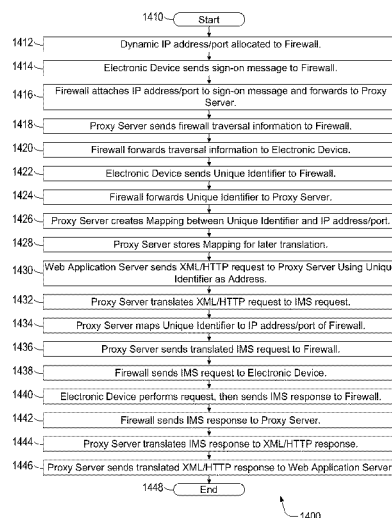 1410
Start
1412
Dynamic IP address/port allocated to Firewall.
1414
Electronic Device sends sign-on message to Firewall.
1416
Firewall attaches IP address/port to sign-on message and forwards to Proxy
Server.
1418
Proxy Server sends firewall traversal information to Firewall.
1420
Firewall forwards traversal information to Electronic Device.
1422
Electronic Device sends Unique Identifier to Firewall.
1424
Firewall forwards Unique Identifier to Proxy Server.
1426
Proxy Server creates Mapping between Unique Identifier and IP address/port.
1428
Proxy Server stores Mapping for later translation.
1430
Web Application Server sends XML/HTTP request to Proxy Server Using Unique
Identifier as Address.
1432
Proxy Server translates XML/HTTP request to IMS request.
1434
Proxy Server maps Unique Identifier to IP address/port of Firewall.
1436
Proxy Server sends translated IMS request to Firewall.
1438
Firewall sends IMS request to Electronic Device.
1440
Electronic Device performs request, then sends IMS response to Firewall.
1442
Firewall sends IMS response to Proxy Server.
1444
Proxy Server translates IMS response to XML/HTTP response.
1446
Proxy Server sends translated XML/HTTP response to Web Application Server
1448
End
1400